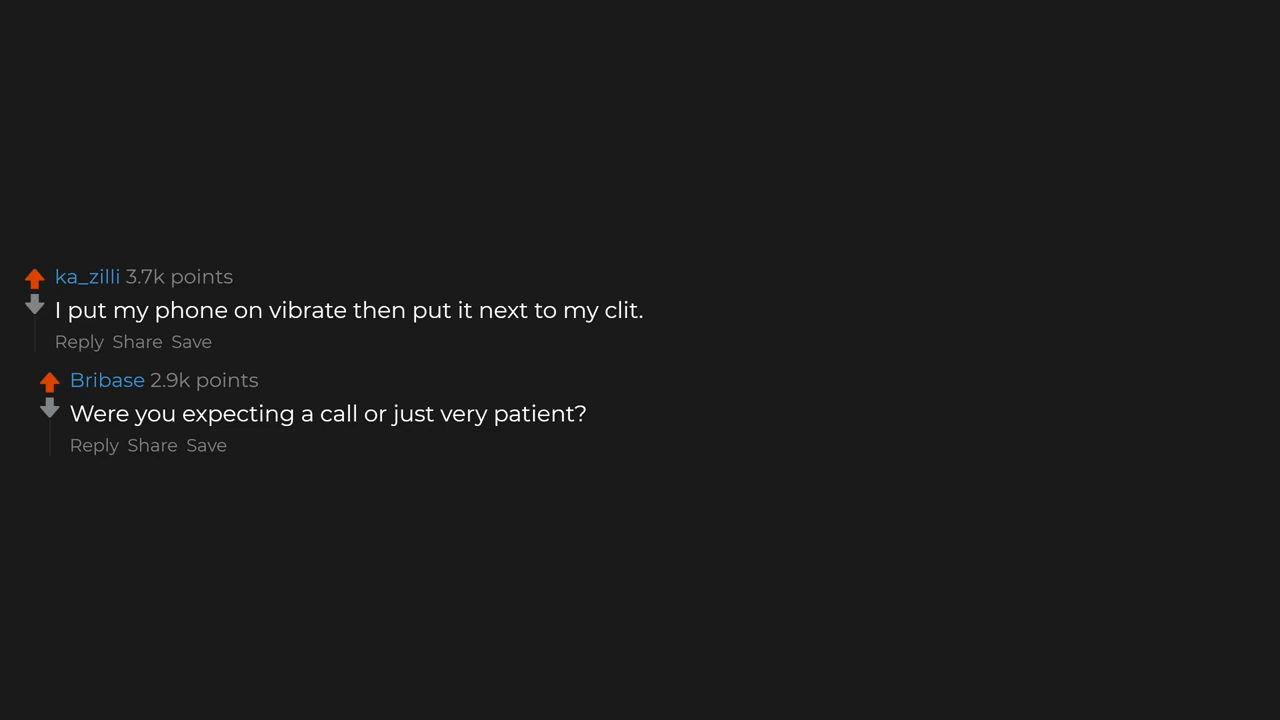 ka_zilli 3.7k points
I put my phone on vibrate then put it next to my clit.
Reply Share Save
Bribase 2.9k points
Were you expecting a call or just very patient?
Reply Share Save